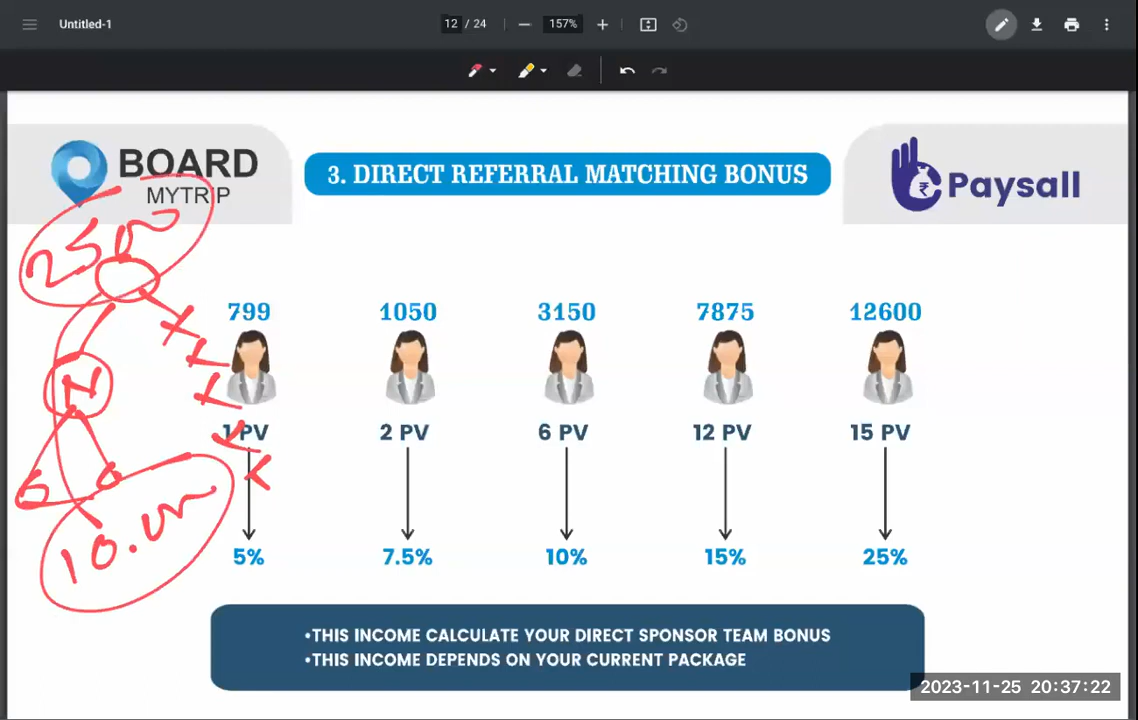 Untitled-1
12 / 24
157%
BOARD
MYTRIP
3. DIRECT REFERRAL MATCHING BONUS
Paysall
2500
799
1050
3150
7875
12600
N
1 PV
2 PV
6 PV
12 PV
15 PV
5%
7.5%
10%
15%
25%
•THIS INCOME CALCULATE YOUR DIRECT SPONSOR TEAM BONUS
•THIS INCOME DEPENDS ON YOUR CURRENT PACKAGE
2023-11-25 20:37:22